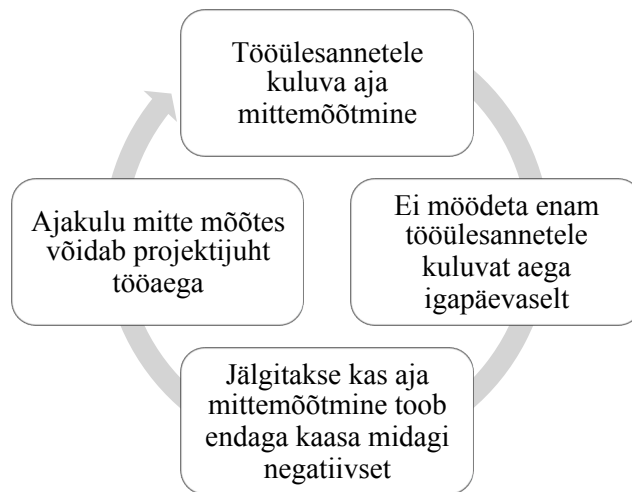 Tööülesannetele
kuluva aja
mittemõõtmine
Ei möödeta enam
tööülesannetele
kuluvat aega
igapäevaselt
Jälgitakse kas aja
mittemõõtmine toob
endaga kaasa midagi
negatiivset
Ajakulu mitte mõõtes
võidab projektijuht
tööaega